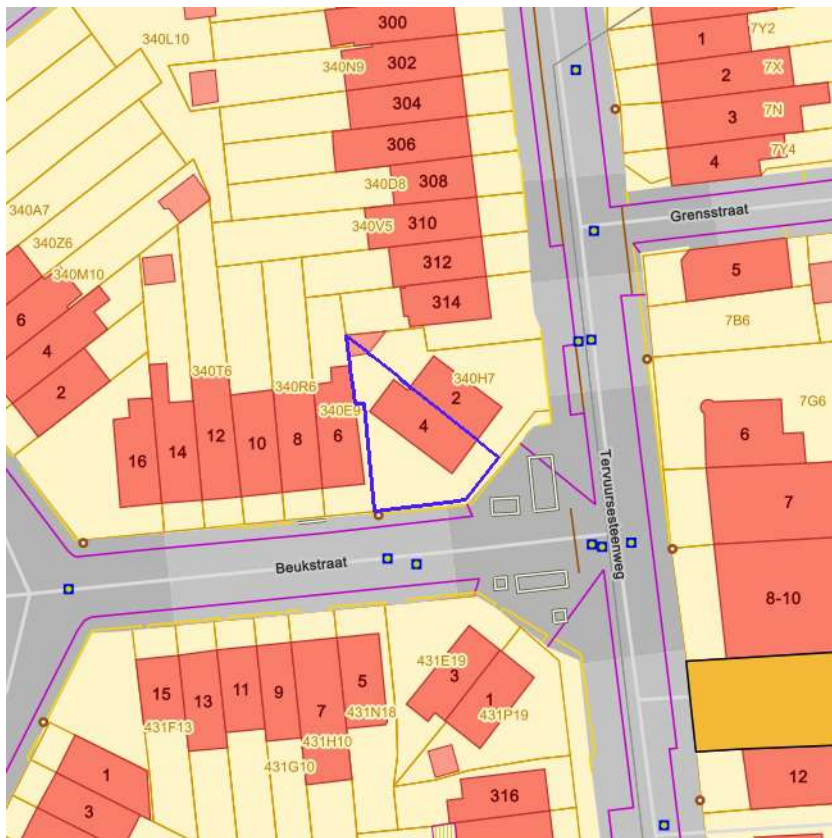 300
7Y2
340L10
1
302
340N9
2
7X
304
3
7N
306
7Y4
4
308
340D8
340A7
Grensstraat
310
340V5
340Z6
312
5
340M10
314
6
7B6
4
340T6
340H7
2
340R6
2
7G6
340E9
4
6
12
6
10
8
14
16
Tervuursesteenweg
7
Beukstraat
8-10
431E19
3
5
15
13
11
9
1
7
431N18
431P19
431F13
431H10
431G10
1
12
316
3